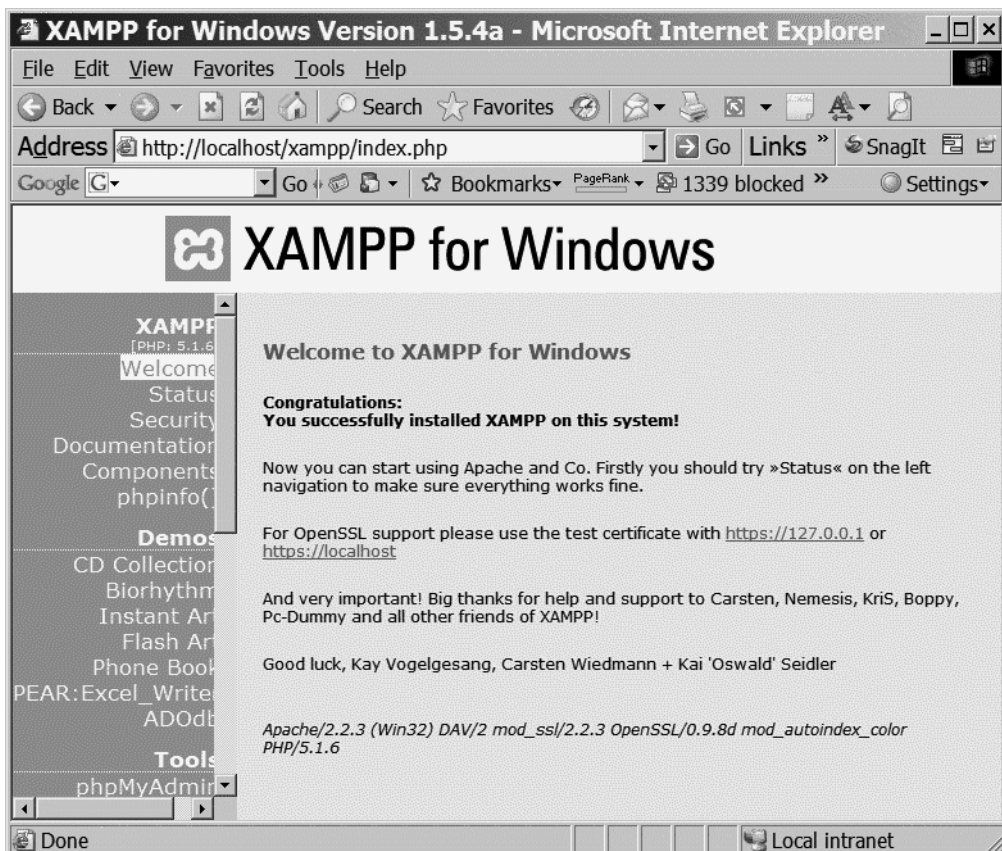 XAMPP for Windows Version 1.5.4a - Microsoft Internet Explorer
File Edit View Favorites Tools Help
Back Search Favorites
Address http://localhost/xampp/index.php Go Links » SnagIt
Google G Go Bookmarks PageRank 1339 blocked » Settings
XAMPP for Windows
XAMPP
[PHP: 5.1.6
Welcome
Status
Security
Documentation
Components
phpinfo()
Demos
CD Collection
Biorhythm
Instant Art
Flash Art
Phone Book
PEAR:Excel_Writer
ADOdb
Tools
phpMyAdmin
Welcome to XAMPP for Windows
Congratulations:
You successfully installed XAMPP on this system!
Now you can start using Apache and Co. Firstly you should try »Status« on the left
navigation to make sure everything works fine.
For OpenSSL support please use the test certificate with https://127.0.0.1 or
https://localhost
And very important! Big thanks for help and support to Carsten, Nemesis, KriS, Boppy,
Pc-Dummy and all other friends of XAMPP!
Good luck, Kay Vogelgesang, Carsten Wiedmann + Kai 'Oswald' Seidler
Apache/2.2.3 (Win32) DAV/2 mod_ssl/2.2.3 OpenSSL/0.9.8d mod_autoindex_color
PHP/5.1.6
Done Local intranet